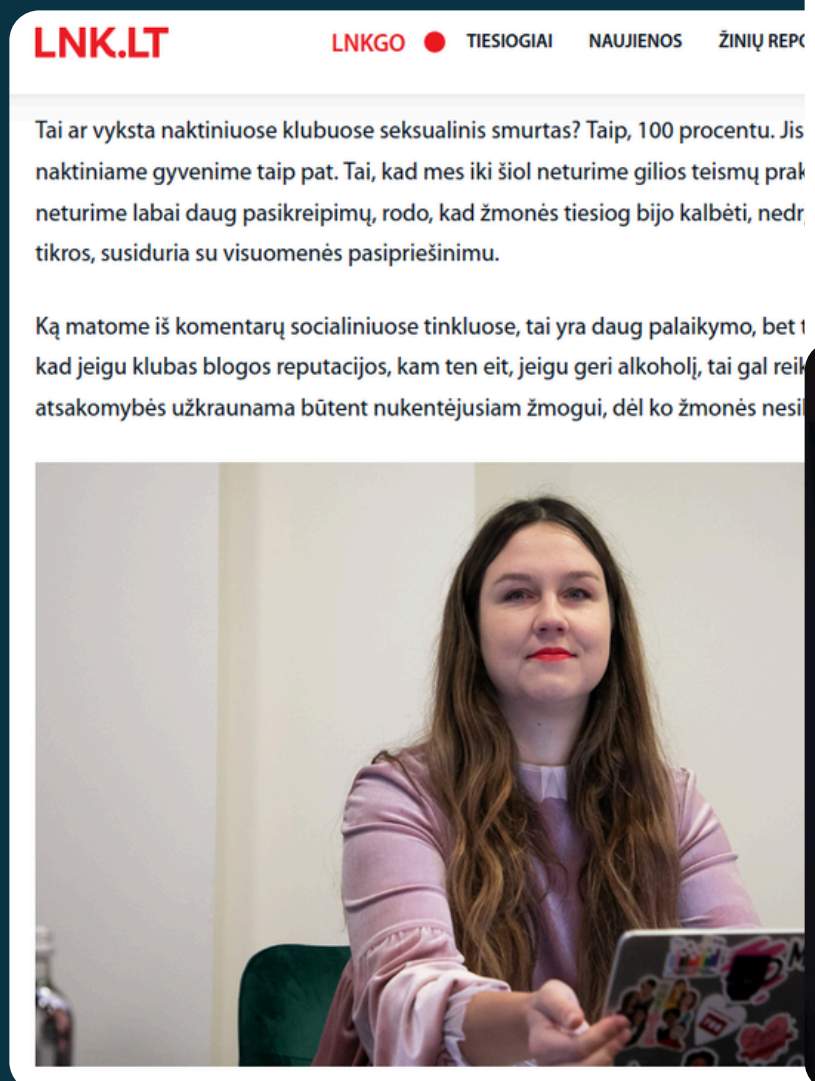 LNK.LT
LNKGO TIESIOGIAI NAUJIENOS ŽINIŲ
Tai ar vyksta naktiniuose klubuose seksualinis smurtas? Taip, 100 procentu. Jis
naktiniame gyvenime taip pat. Tai, kad mes iki šiol neturime gilios teismų
neturime labai daug pasikreipimų, rodo, kad žmonės tiesiog bijo kalbėti,
tikros, susiduria su visuomenės pasipriešinimu.
Ką matome iš komentarų socialiniuose tinkluose, tai yra daug palaikymo, bet
kad jeigu klubas blogos reputacijos, kam ten eit, jeigu geri alkoholį, tai gal
atsakomybės užkraunama būtent nukentėjusiam žmogui, dėl ko žmonės